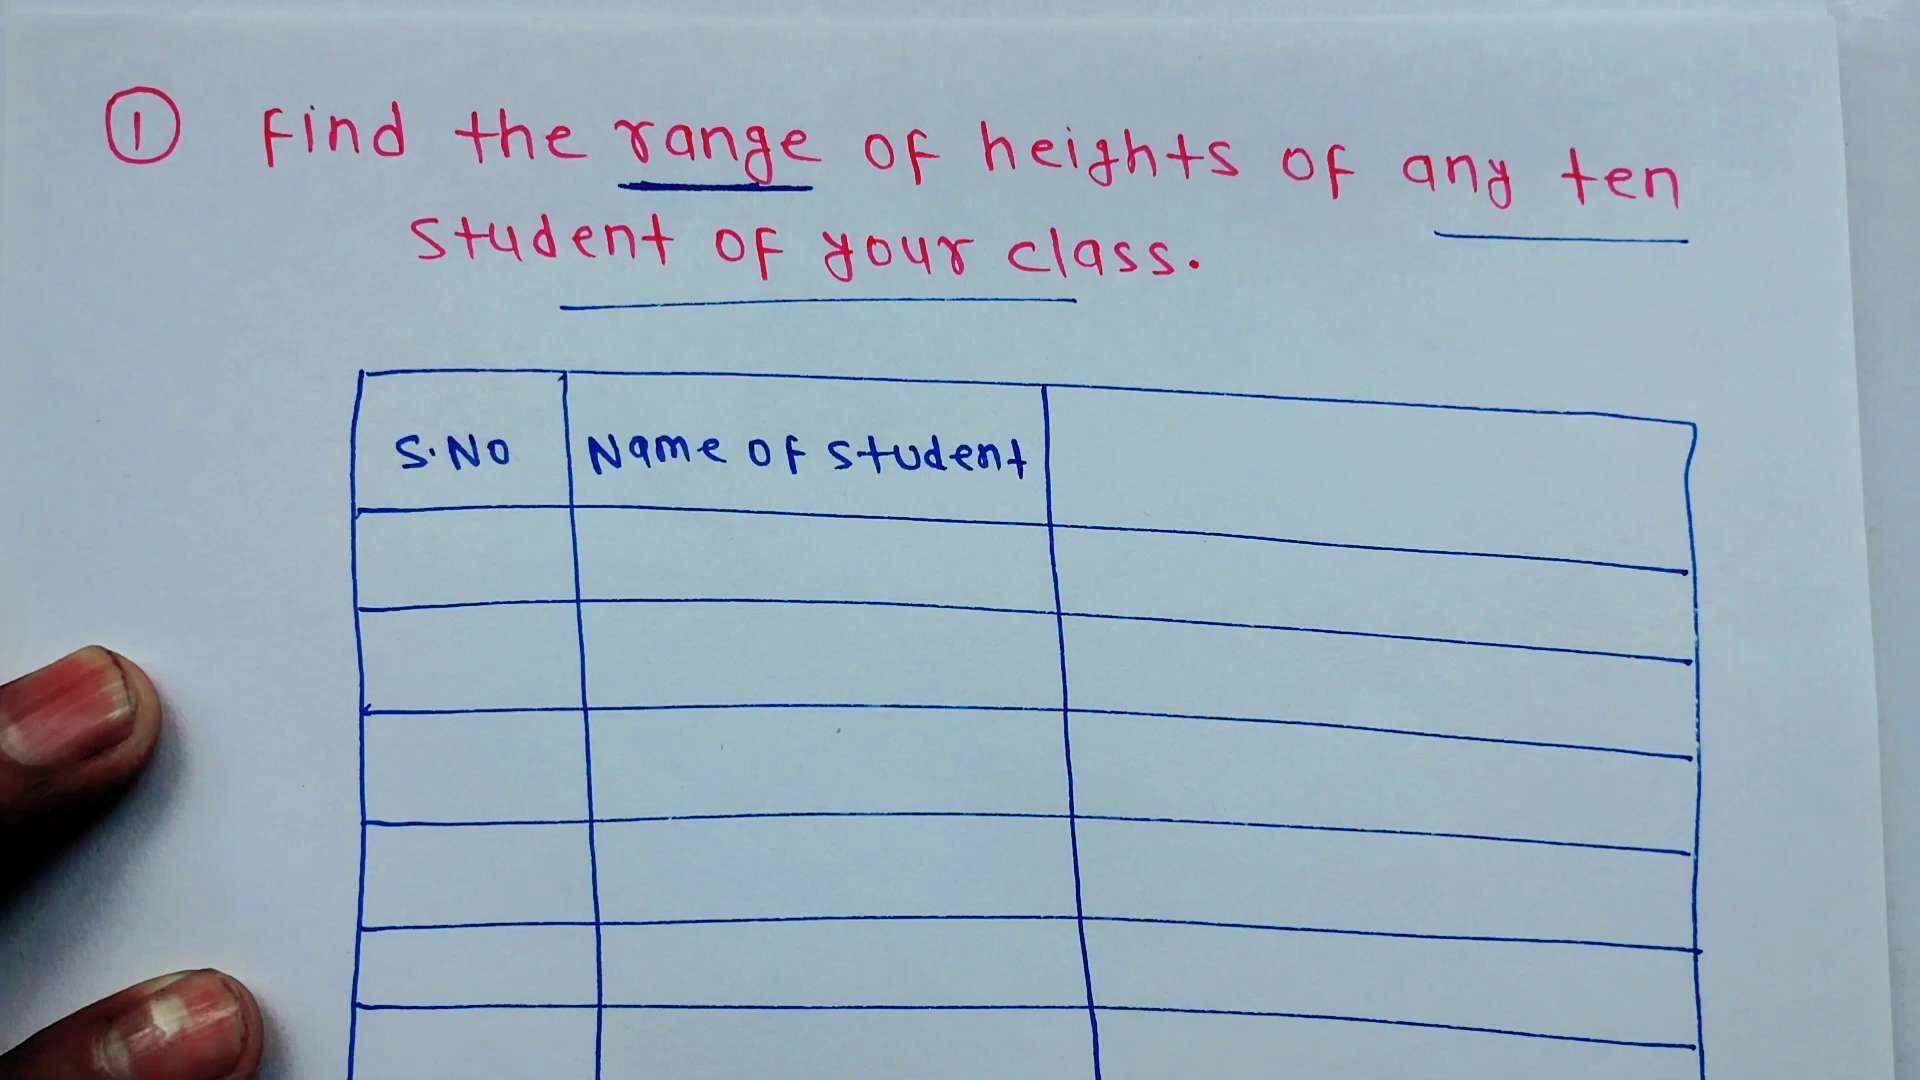 ① Find the range of heights of any ten
student of your class.
S.No Name of student